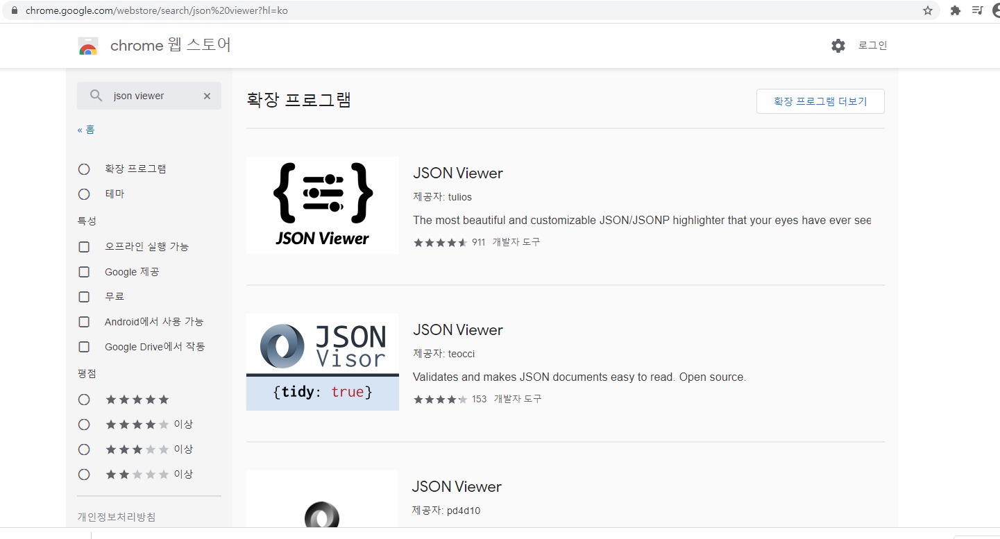 chrome.google.com/webstore/search/json%20viewer?hl=ko
chrome 웹 스토어
로그인
json viewer
« 홈
확장 프로그램
테마
특성
오프라인 실행 가능
Google 제공
무료
Android에서 사용 가능
Google Drive에서 작동
평점
이상
이상
이상
개인정보처리방침
확장 프로그램
확장 프로그램 더보기
{ }
JSON Viewer
JSON Viewer
제공자: tulios
The most beautiful and customizable JSON/JSONP highlighter that your eyes have ever see
911 개발자 도구
JSON
Visor
{tidy: true}
JSON Viewer
제공자: teocci
Validates and makes JSON documents easy to read. Open source.
153 개발자 도구
JSON Viewer
제공자: pd4d10